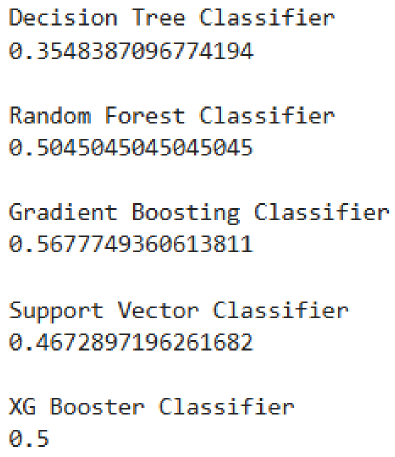 Decision Tree Classifier
0.3548387096774194
Random Forest Classifier
0.5045045045045045
Gradient Boosting Classifier
0.5677749360613811
Support Vector Classifier
0.4672897196261682
XG Booster Classifier
0.5